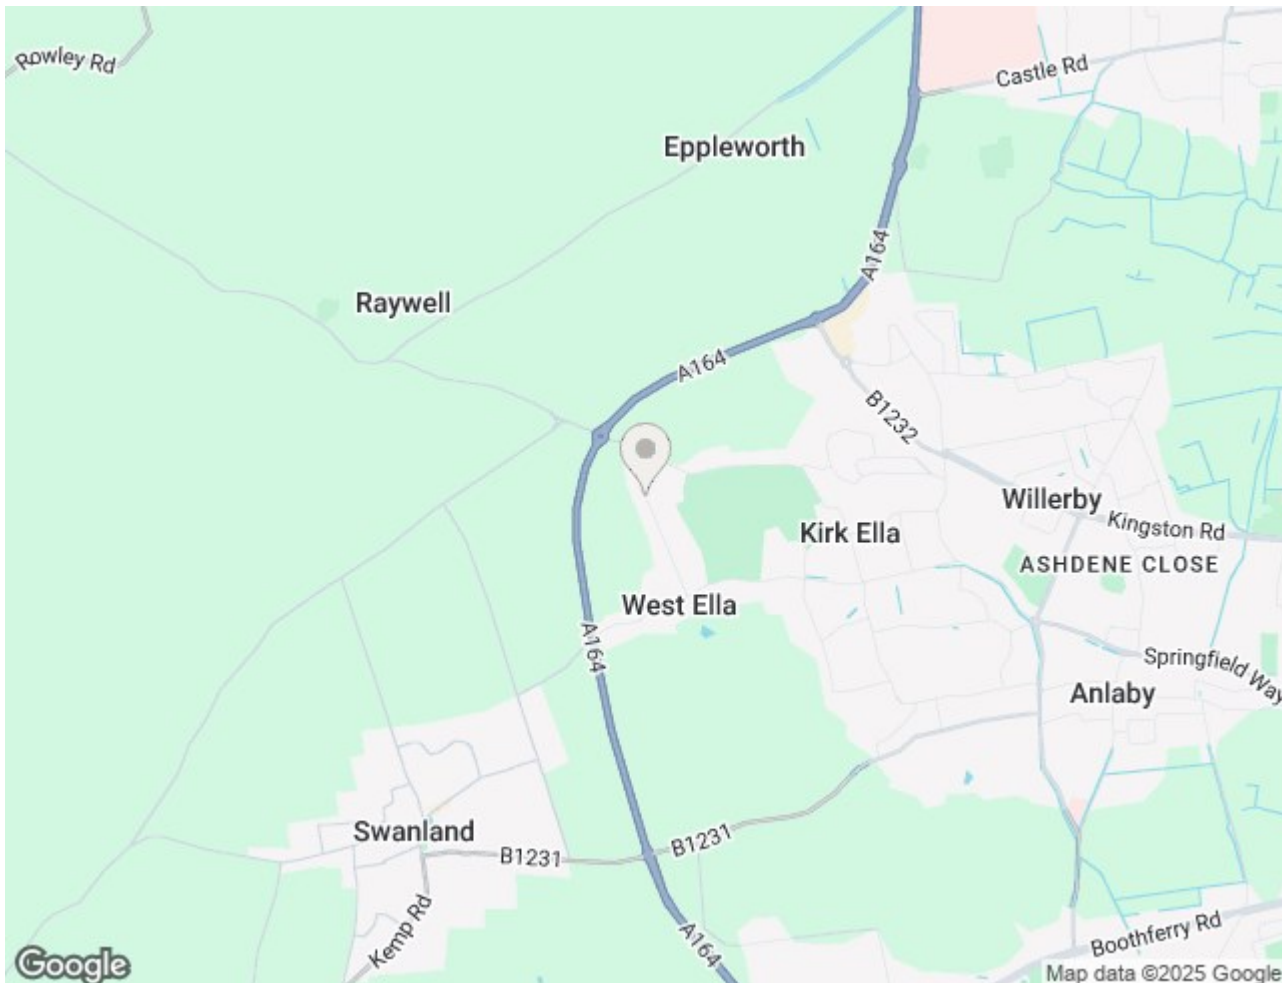 Rowley Rd
Castle Rd
Eppleworth
A164
Raywell
A164
B1232
Willerby
Kingston Rd
Kirk Ella
ASHDENE CLOSE
West Ella
A164
Springfield Way
Anlaby
Swanland
B1231
B1231
Kemp Rd
A164
Boothferry Rd
Google
Map data ©2025 Google